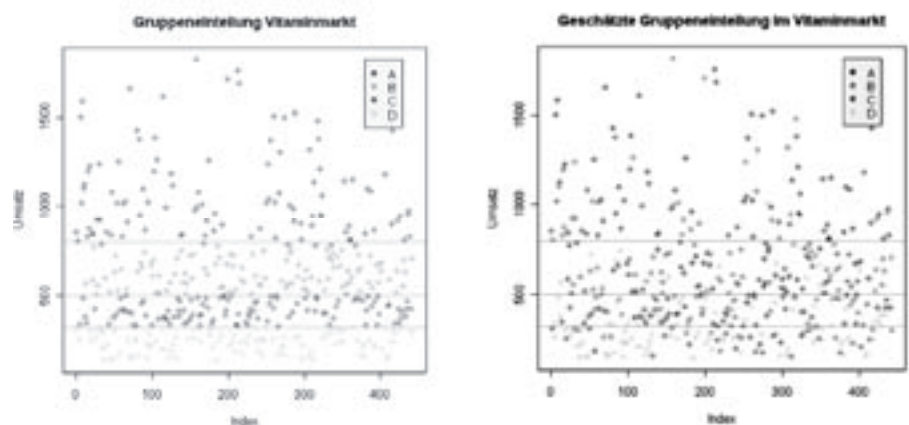 Gruppeneinteilung Vitaminmarkt
Umsatz
500
1000
1500
A
B
C
D
0
100
200
300
400
Index
Geschätzte Gruppeneinteilung im Vitaminmarkt
Umsatz
500
1000
1500
A
B
C
D
0
100
200
300
400
Index